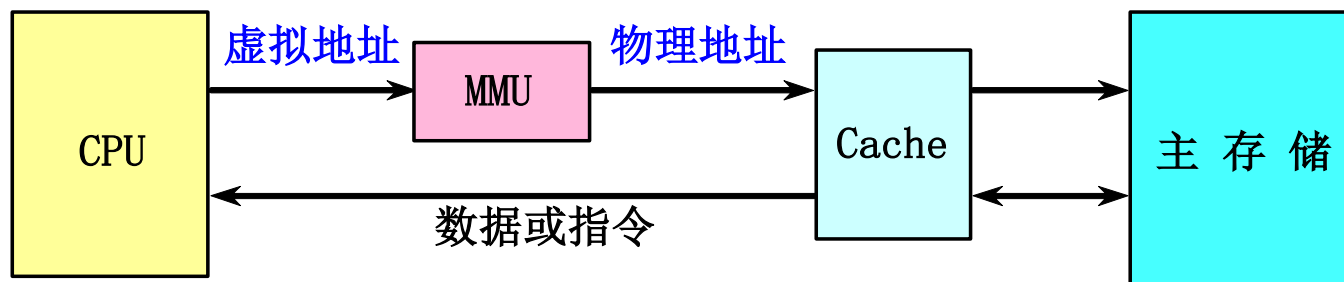 虚拟地址
物理地址
CPU
MMU
Cache
主 存 储
数据或指令